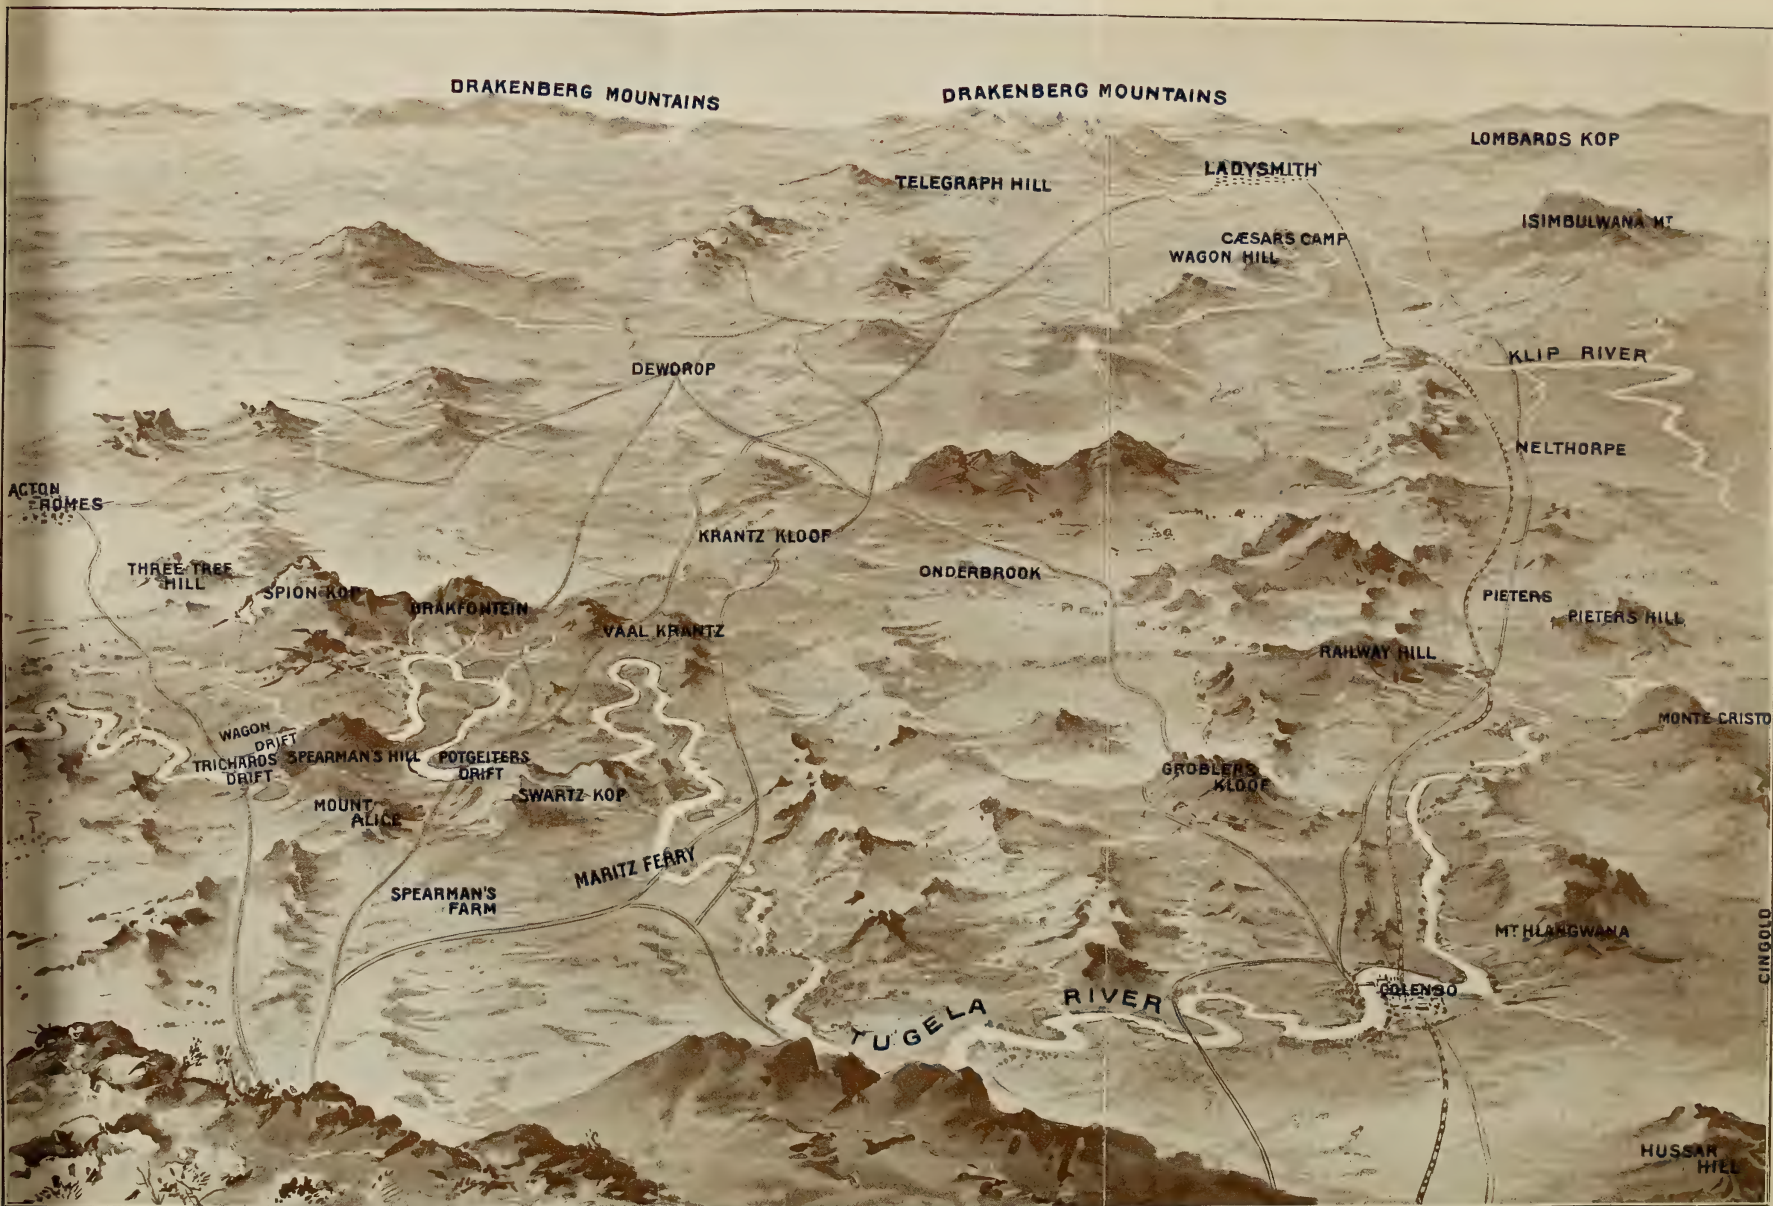 DRAKENBERG MOUNTAINS
DRAKENBERG MOUNTAINS
LOMBARDS KOP
LADYSMITH
TELEGRAPH HILL
ISIMBULWANA MT
CÆSARS CAMP
WAGON HILL
KLIP RIVER
DEWDROP
NELTHORPE
ACTON
HOMES
KRANTZ KLOOF
ONDERBROOK
THREE TREE
HILL
SPION KOP
BRAKFONTEIN
PIETERS
PIETERS HILL
VAAL KRANTZ
RAILWAY HILL
MONTE CRISTO
WAGON
DRIFT
TRICHARDS
DRIFT
SPEARMAN'S HILL
POTGEITERS
DRIFT
GROBLERS
KLOOF
SWARTZ KOP
MOUNT
ALICE
MARITZ FERRY
SPEARMAN'S
FARM
MT HLANGWANA
CINGOLO
COLENSO
TUGELA RIVER
HUSSAR
HILL